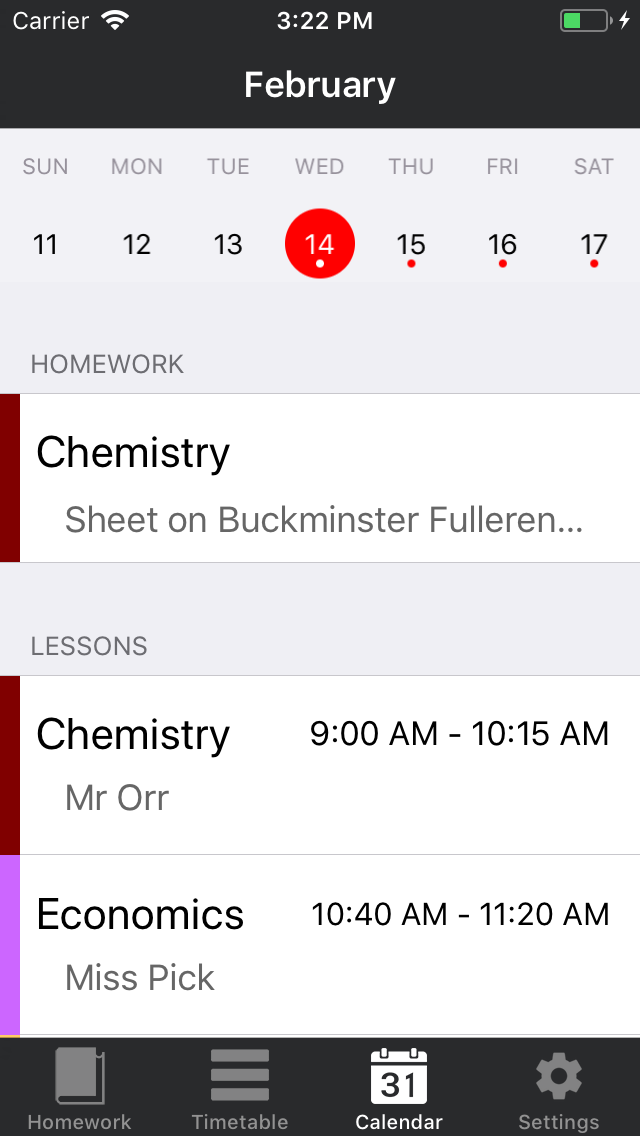 Carrier 3:22 PM
February
SUN MON TUE WED THU FRI SAT
11 12 13 14 15 16 17
HOMEWORK
Chemistry
Sheet on Buckminster Fulleren...
LESSONS
Chemistry 9:00 AM - 10:15 AM
Mr Orr
Economics 10:40 AM - 11:20 AM
Miss Pick
31
Homework Timetable Calendar Settings